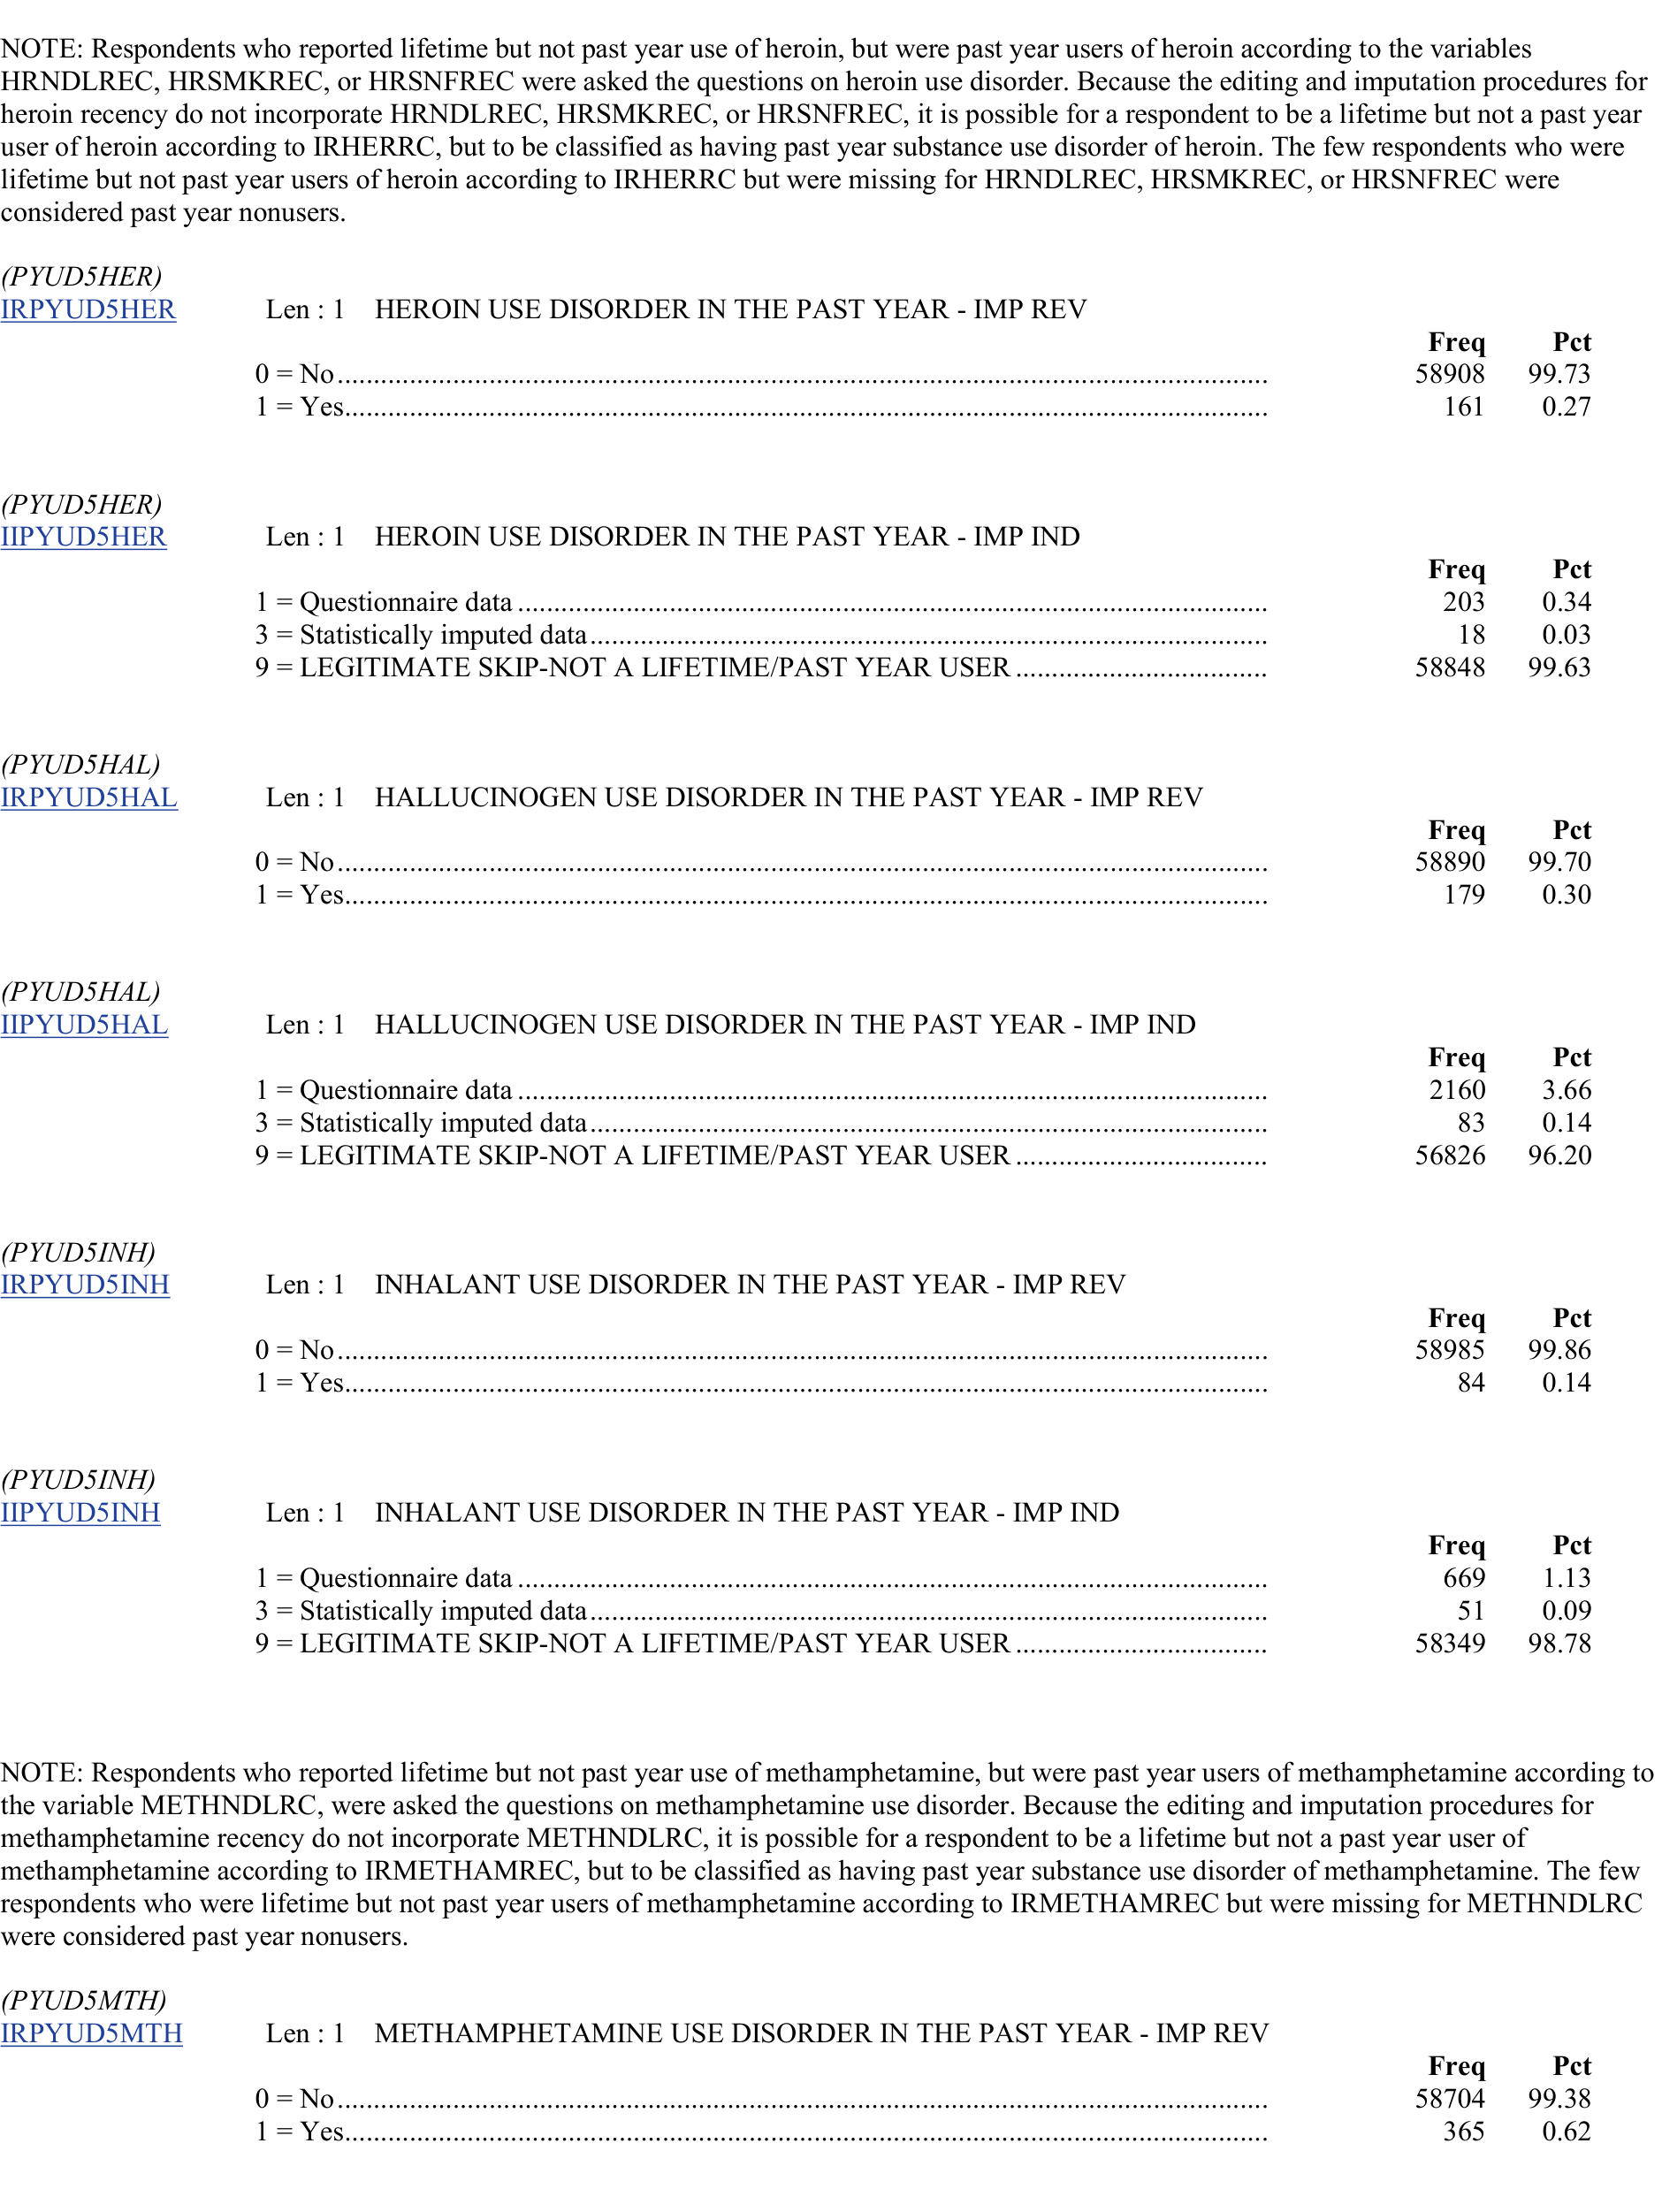 NOTE: Respondents who reported lifetime but not past year use of heroin, but were past year users of heroin according to the variables
HRNDLREC, HRSMKREC, or HRSNFREC were asked the questions on heroin use disorder. Because the editing and imputation procedures for
heroin recency do not incorporate HRNDLREC, HRSMKREC, or HRSNFREC, it is possible for a respondent to be a lifetime but not a past year
user of heroin according to IRHERRC, but to be classified as having past year substance use disorder of heroin. The few respondents who were
lifetime but not past year users of heroin according to IRHERRC but were missing for HRNDLREC, HRSMKREC, or HRSNFREC were
considered past year nonusers.
(PYUD5HER)
IRPYUD5HER Len : 1 HEROIN USE DISORDER IN THE PAST YEAR - IMP REV
Freq Pct
0 = No 58908 99.73
1 = Yes 161 0.27
(PYUD5HER)
IIPYUD5HER Len : 1 HEROIN USE DISORDER IN THE PAST YEAR - IMP IND
Freq Pct
1 = Questionnaire data 203 0.34
3 = Statistically imputed data 18 0.03
9 = LEGITIMATE SKIP-NOT A LIFETIME/PAST YEAR USER 58848 99.63
(PYUD5HAL)
IRPYUD5HAL Len : 1 HALLUCINOGEN USE DISORDER IN THE PAST YEAR - IMP REV
Freq Pct
0 = No 58890 99.70
1 = Yes 179 0.30
(PYUD5HAL)
IIPYUD5HAL Len : 1 HALLUCINOGEN USE DISORDER IN THE PAST YEAR - IMP IND
Freq Pct
1 = Questionnaire data 2160 3.66
3 = Statistically imputed data 83 0.14
9 = LEGITIMATE SKIP-NOT A LIFETIME/PAST YEAR USER 56826 96.20
(PYUD5INH)
IRPYUD5INH Len : 1 INHALANT USE DISORDER IN THE PAST YEAR - IMP REV
Freq Pct
0 = No 58985 99.86
1 = Yes 84 0.14
(PYUD5INH)
IIPYUD5INH Len : 1 INHALANT USE DISORDER IN THE PAST YEAR - IMP IND
Freq Pct
1 = Questionnaire data 669 1.13
3 = Statistically imputed data 51 0.09
9 = LEGITIMATE SKIP-NOT A LIFETIME/PAST YEAR USER 58349 98.78
NOTE: Respondents who reported lifetime but not past year use of methamphetamine, but were past year users of methamphetamine according to
the variable METHNDLRC, were asked the questions on methamphetamine use disorder. Because the editing and imputation procedures for
methamphetamine recency do not incorporate METHNDLRC, it is possible for a respondent to be a lifetime but not a past year user of
methamphetamine according to IRMETHAMREC, but to be classified as having past year substance use disorder of methamphetamine. The few
respondents who were lifetime but not past year users of methamphetamine according to IRMETHAMREC but were missing for METHNDLRC
were considered past year nonusers.
(PYUD5MTH)
IRPYUD5MTH Len : 1 METHAMPHETAMINE USE DISORDER IN THE PAST YEAR - IMP REV
Freq Pct
0 = No 58704 99.38
1 = Yes 365 0.62